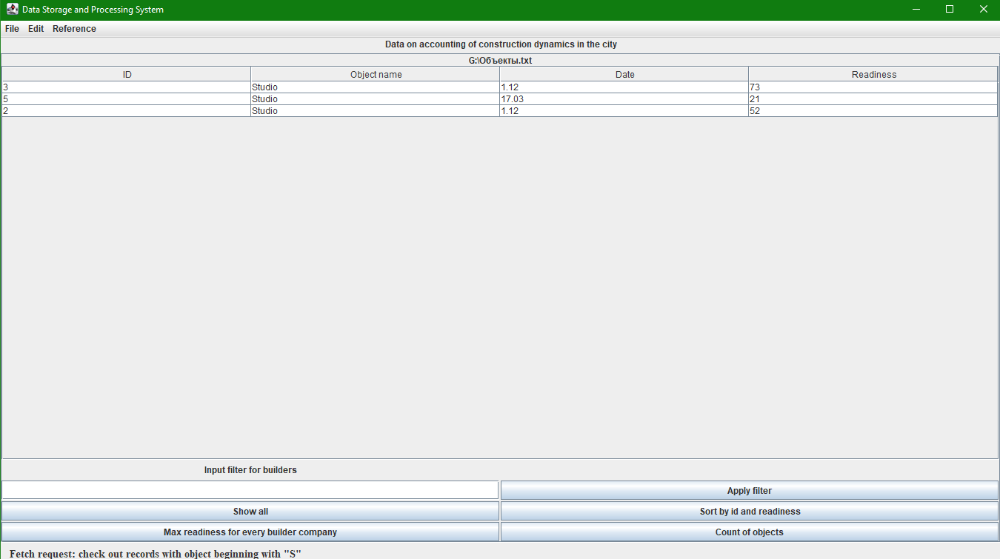 Data Storage and Processing System
File Edit Reference
Data on accounting of construction dynamics in the city
G:\Объекты.txt
ID Object name Date Readiness
3 Studio 1.12 73
5 Studio 17.03 21
2 Studio 1.12 52
Input filter for builders
Apply filter
Show all Sort by id and readiness
Max readiness for every builder company Count of objects
Fetch request: check out records with object beginning with "S"